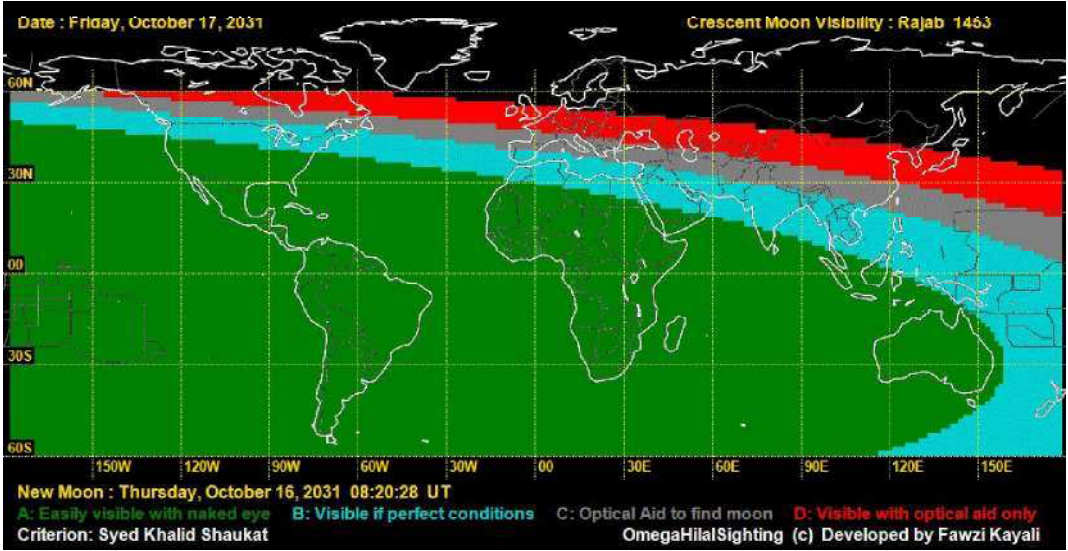 Date : Friday, October 17, 2031
Crescent Moon Visibility : Rajab 1453
60N
30N
00
30S
60S
150W 120W 90W 60W 30W 00 30E 60E 90E 120E 150E
New Moon : Thursday, October 16, 2031 08:20:28 UT
A: Easily visible with naked eye B: Visible if perfect conditions C: Optical Aid to find moon D: Visible with optical aid only
Criterion: Syed Khalid Shaukat OmegaHilalSighting (c) Developed by Fawzi Kayali